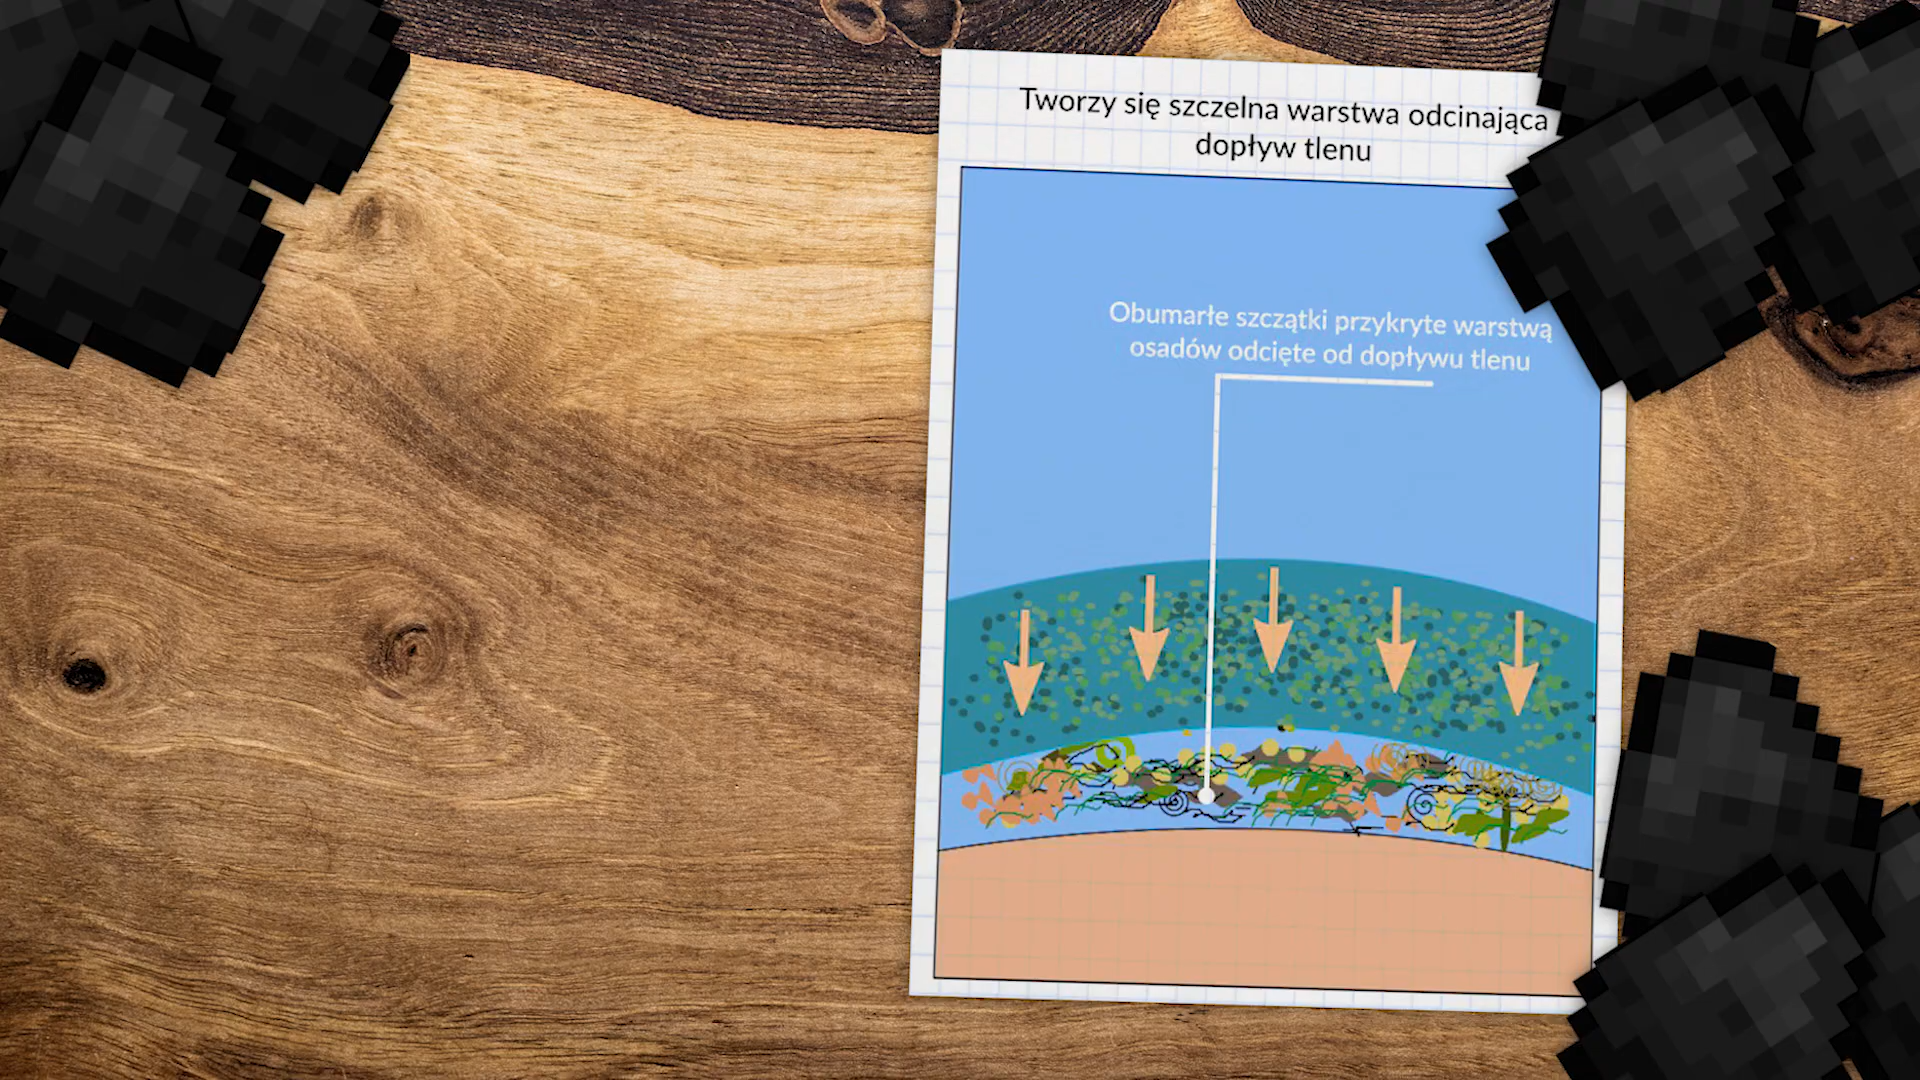 Tworzy się szczelna warstwa odcinająca
dopływ tlenu
Obumarłe szczątki przykryte warstwą
osadów odcięte od dopływu tlenu